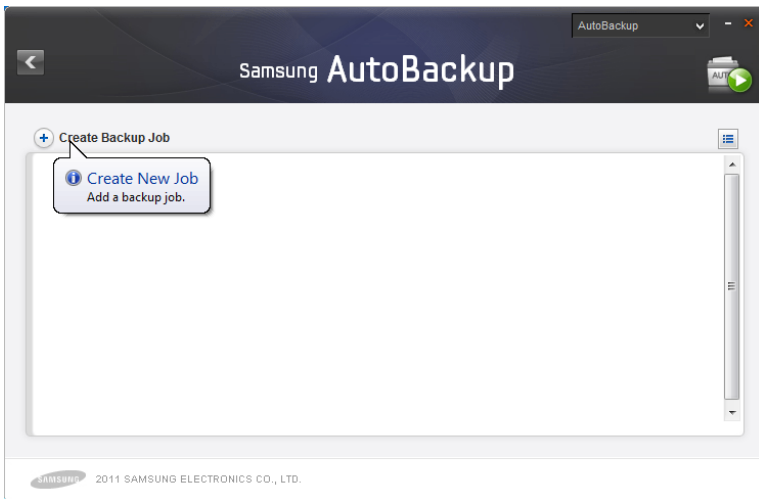 AutoBackup
Samsung AutoBackup
AUTO
Create Backup Job
Create New Job
Add a backup job.
SAMSUNG 2011 SAMSUNG ELECTRONICS CO., LTD.